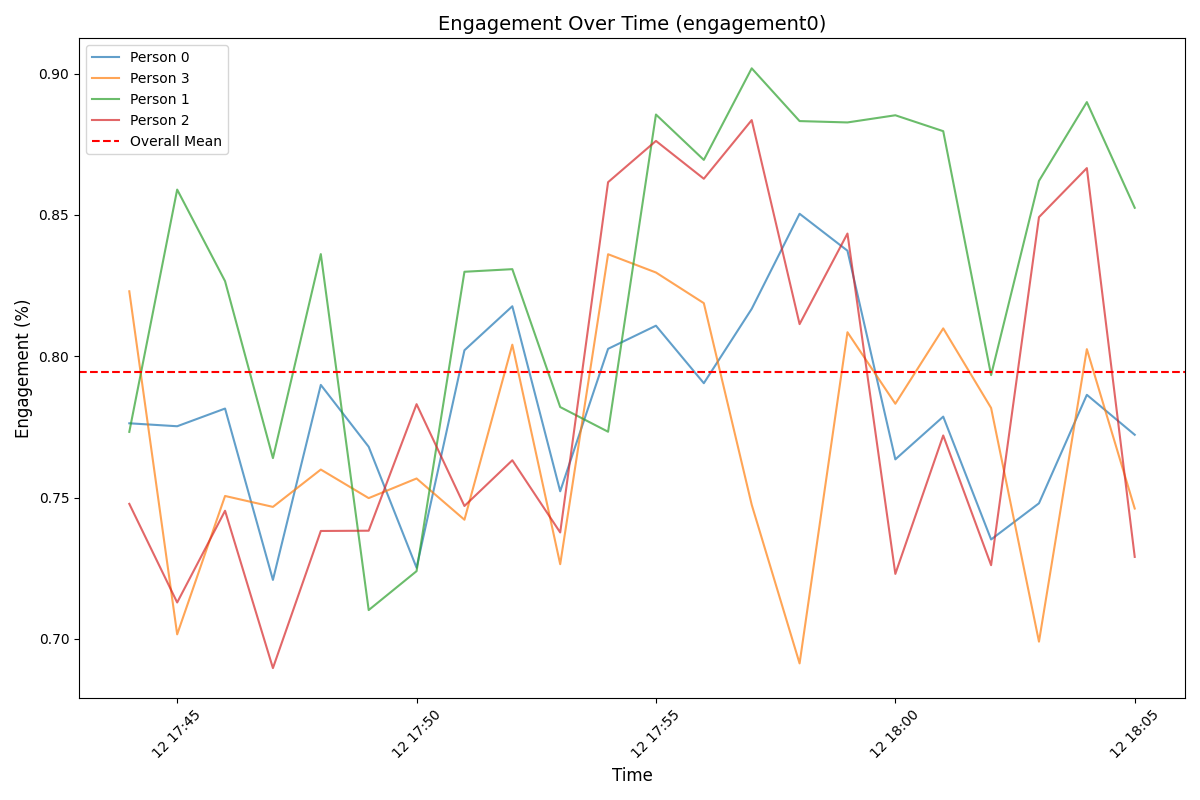 Engagement Over Time (engagement0)
Person 0
Person 3
Person 1
Person 2
Overall Mean
Engagement (%)
0.90
0.85
0.80
0.75
0.70
12 17:45
12 17:50
12 17:55
12 18:00
12 18:05
Time